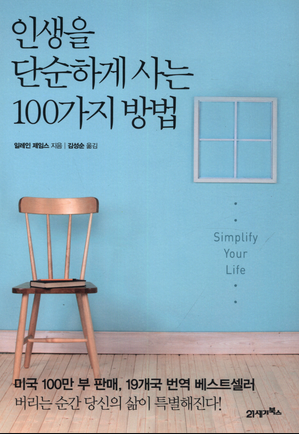 인생을
단순하게 사는
100가지 방법
일레인 제임스 지음 | 김성순 옮김
Simplify
Your
Life
미국 100만 부 판매, 19개국 번역 베스트셀러
버리는 순간 당신의 삶이 특별해진다!
21세기북스